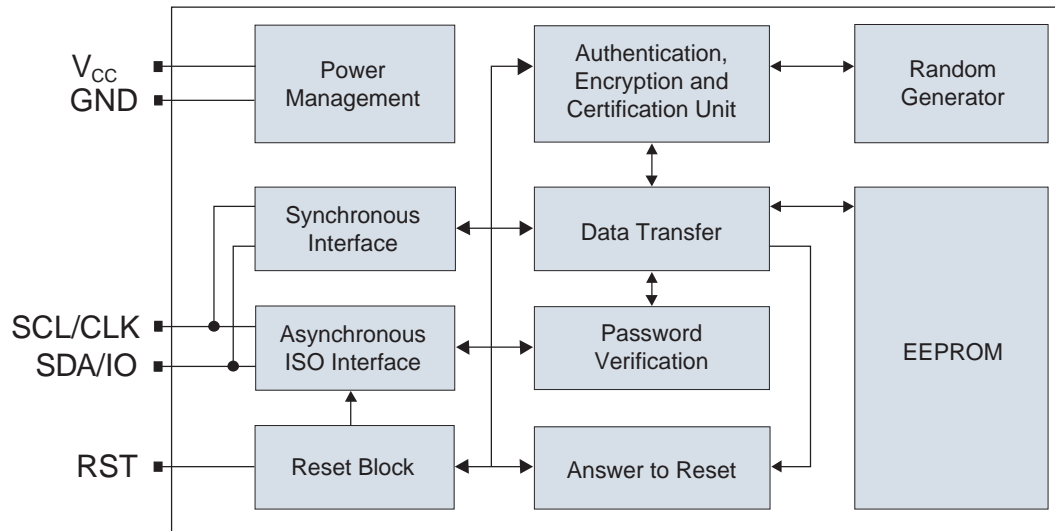 V_CC
GND
SCL/CLK
SDA/IO
RST
Power
Management
Authentication,
Encryption and
Certification Unit
Random
Generator
Synchronous
Interface
Data Transfer
Asynchronous
ISO Interface
Password
Verification
EEPROM
Reset Block
Answer to Reset